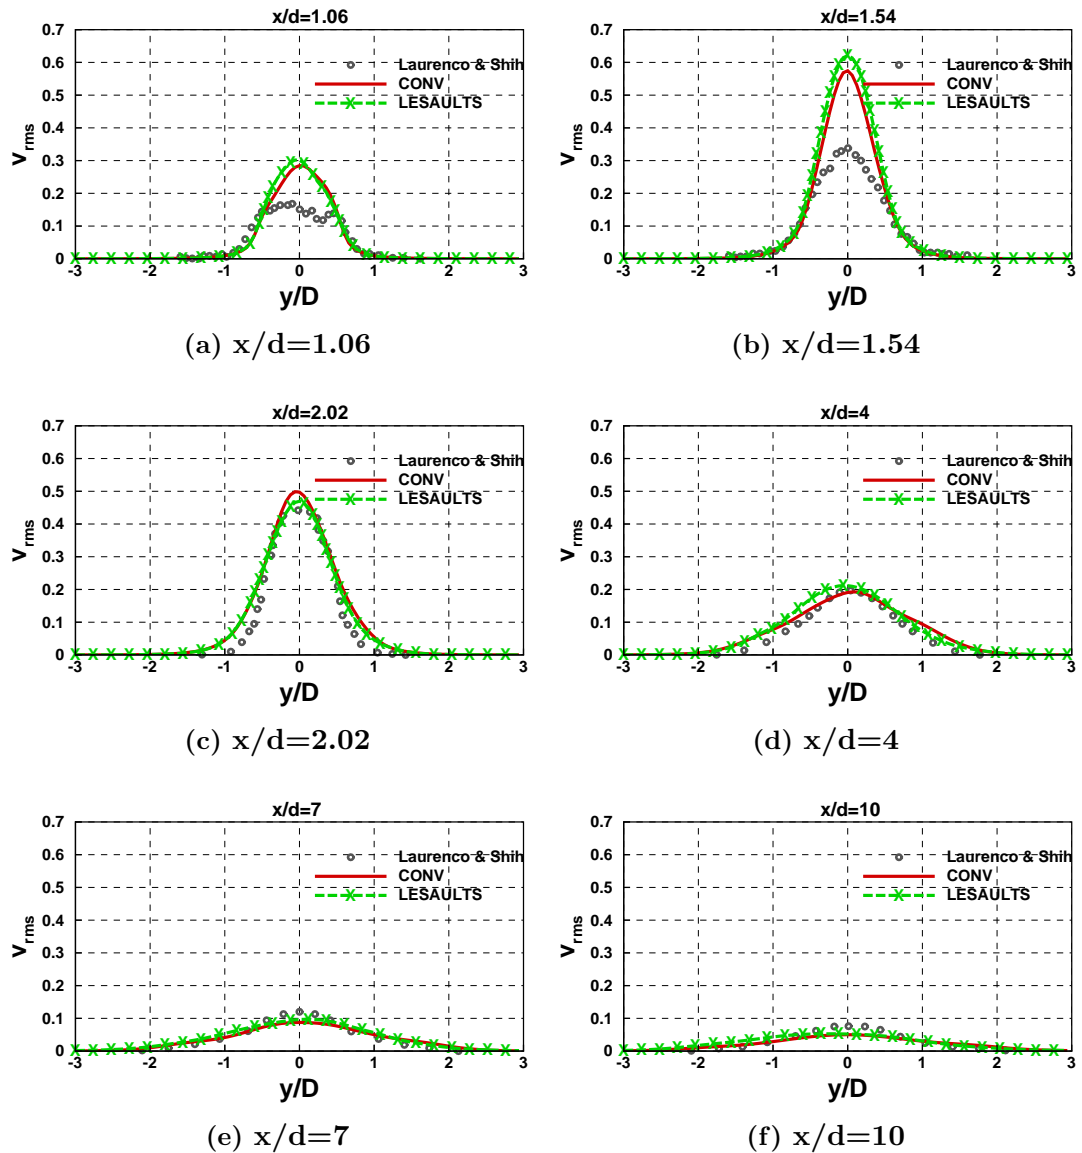 x/d=1.06
0.7
0.6
0.5
0.4
0.3
0.2
0.1
0
Vrms
Laurenco & Shih
CONV
LESAULTS
-3 -2 -1 0 1 2 3
y/D
(a) x/d=1.06
x/d=1.54
0.7
0.6
0.5
0.4
0.3
0.2
0.1
0
Vrms
Laurenco & Shih
CONV
LESAULTS
-3 -2 -1 0 1 2 3
y/D
(b) x/d=1.54
x/d=2.02
0.7
0.6
0.5
0.4
0.3
0.2
0.1
0
Vrms
Laurenco & Shih
CONV
LESAULTS
-3 -2 -1 0 1 2 3
y/D
(c) x/d=2.02
x/d=4
0.7
0.6
0.5
0.4
0.3
0.2
0.1
0
Vrms
Laurenco & Shih
CONV
LESAULTS
-3 -2 -1 0 1 2 3
y/D
(d) x/d=4
x/d=7
0.7
0.6
0.5
0.4
0.3
0.2
0.1
0
Vrms
Laurenco & Shih
CONV
LESAULTS
-3 -2 -1 0 1 2 3
y/D
(e) x/d=7
x/d=10
0.7
0.6
0.5
0.4
0.3
0.2
0.1
0
Vrms
Laurenco & Shih
CONV
LESAULTS
-3 -2 -1 0 1 2 3
y/D
(f) x/d=10